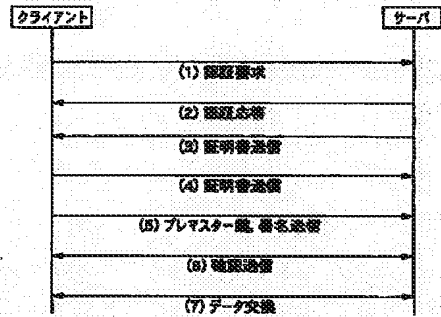 クライアント
サーバ
(1) 認証要求
(2) 認証応答
(3) 証明書送信
(4) 証明書送信
(5) プレマスター鍵, 署名送信
(6) 確認送信
(7) データ交換